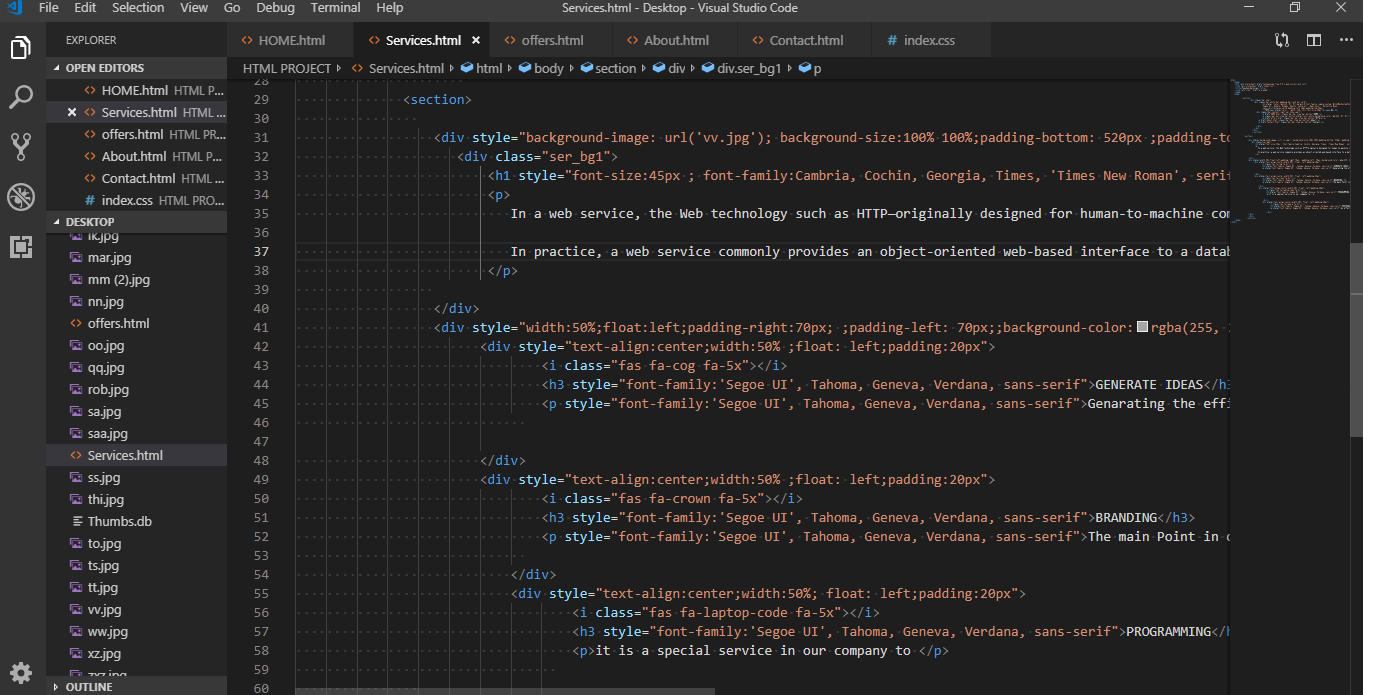 File Edit Selection View Go Debug Terminal Help Services.html - Desktop - Visual Studio Code
EXPLORER
HOME.html Services.html offers.html About.html Contact.html # index.css
OPEN EDITORS
HOME.html HTML P...
Services.html HTML ...
offers.html HTML PR...
About.html HTML P...
Contact.html HTML ...
# index.css HTML PRO...
DESKTOP
ik.jpg
mar.jpg
mm (2).jpg
nn.jpg
offers.html
oo.jpg
qq.jpg
rob.jpg
sa.jpg
saa.jpg
Services.html
ss.jpg
thi.jpg
Thumbs.db
to.jpg
ts.jpg
tt.jpg
vv.jpg
ww.jpg
xz.jpg
zxz.jpg
OUTLINE
HTML PROJECT Services.html html body section div div.ser_bg1 p
28
29 <section>
30
31 <div style="background-image: url('vv.jpg'); background-size:100% 100%;padding-bottom: 520px ;padding-to
32 <div class="ser_bg1">
33 <h1 style="font-size:45px ; font-family:Cambria, Cochin, Georgia, Times, 'Times New Roman', serif
34 <p>
35 In a web service, the Web technology such as HTTP—originally designed for human-to-machine com
36
37 In practice, a web service commonly provides an object-oriented web-based interface to a datab
38 </p>
39
40 </div>
41 <div style="width:50%;float:left;padding-right:70px; ;padding-left: 70px;;background-color: rgba(255,
42 <div style="text-align:center;width:50% ;float: left;padding:20px">
43 <i class="fas fa-cog fa-5x"></i>
44 <h3 style="font-family:'Segoe UI', Tahoma, Geneva, Verdana, sans-serif">GENERATE IDEAS</h3
45 <p style="font-family:'Segoe UI', Tahoma, Geneva, Verdana, sans-serif">Genarating the effi
46
47
48 </div>
49 <div style="text-align:center;width:50% ;float: left;padding:20px">
50 <i class="fas fa-crown fa-5x"></i>
51 <h3 style="font-family:'Segoe UI', Tahoma, Geneva, Verdana, sans-serif">BRANDING</h3>
52 <p style="font-family:'Segoe UI', Tahoma, Geneva, Verdana, sans-serif">The main Point in c
53
54 </div>
55 <div style="text-align:center;width:50%; float: left;padding:20px">
56 <i class="fas fa-laptop-code fa-5x"></i>
57 <h3 style="font-family:'Segoe UI', Tahoma, Geneva, Verdana, sans-serif">PROGRAMMING</h
58 <p>it is a special service in our company to </p>
59
60